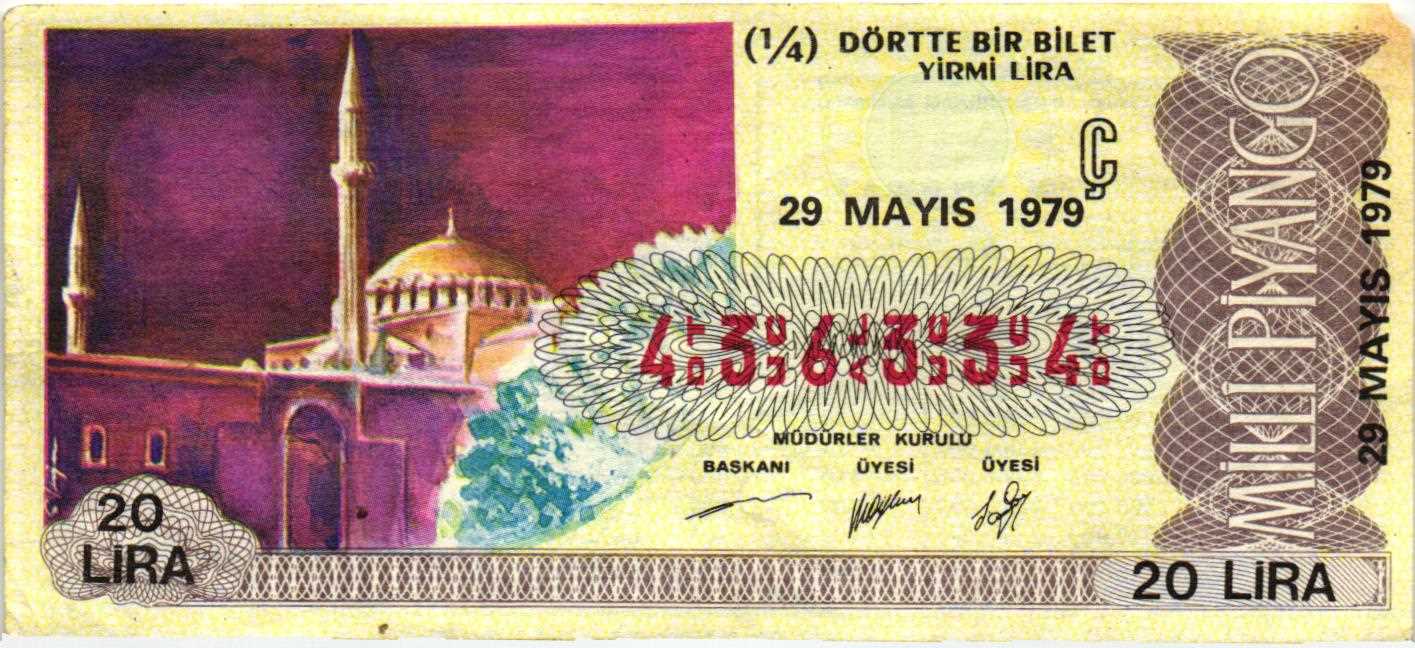 (1/4) DÖRTTE BİR BİLET
YİRMİ LİRA
Ç
29 MAYIS 1979
436334
MÜDÜRLER KURULU
BAŞKANI ÜYESİ ÜYESİ
20
LİRA
20 LİRA
MİLLİ PİYANGO
29 MAYIS 1979